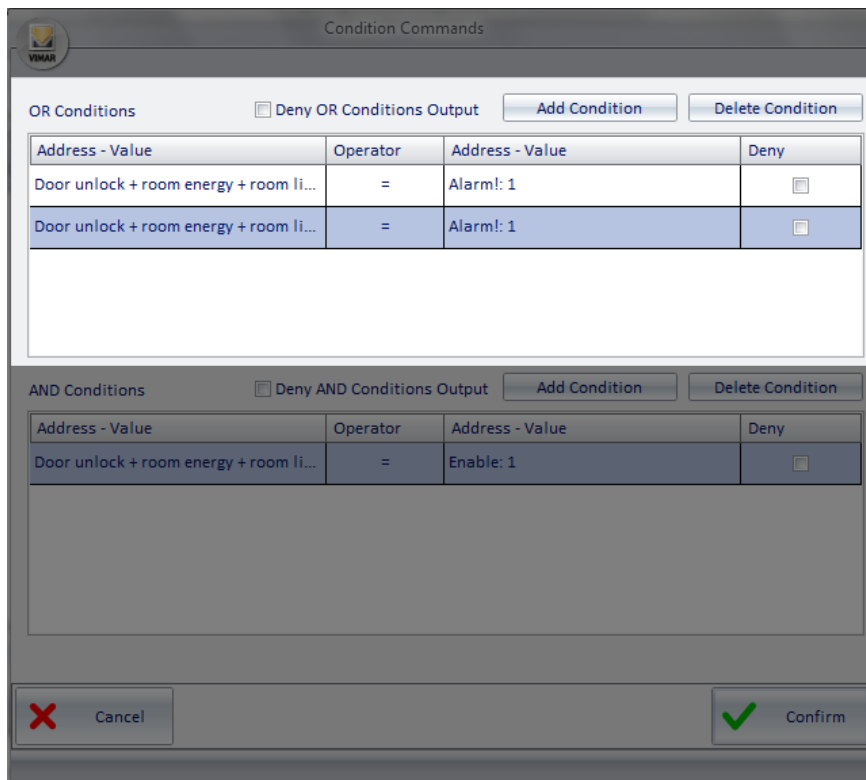 Condition Commands
VIMAR
OR Conditions Deny OR Conditions Output Add Condition Delete Condition
Address - Value Operator Address - Value Deny
Door unlock + room energy + room li... = Alarm!: 1
Door unlock + room energy + room li... = Alarm!: 1
AND Conditions Deny AND Conditions Output Add Condition Delete Condition
Address - Value Operator Address - Value Deny
Door unlock + room energy + room li... = Enable: 1
Cancel Confirm